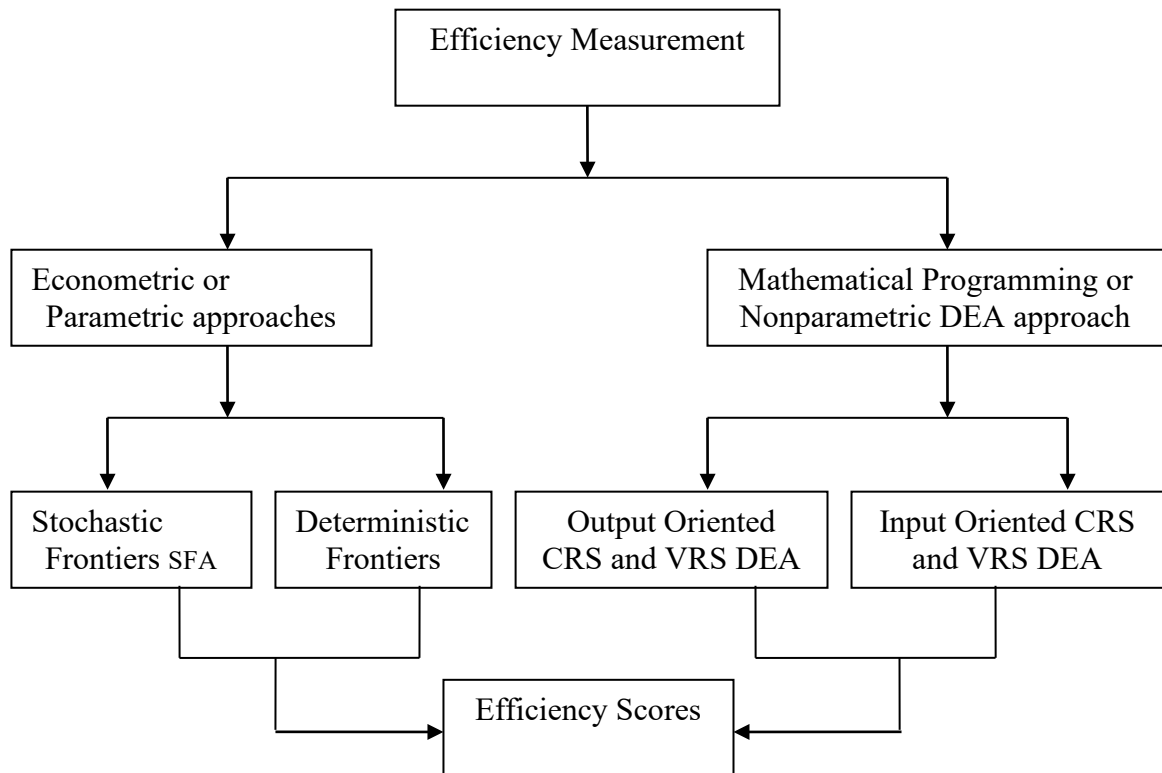 Efficiency Measurement
Econometric or
Parametric approaches
Mathematical Programming or
Nonparametric DEA approach
Stochastic
Frontiers SFA
Deterministic
Frontiers
Output Oriented
CRS and VRS DEA
Input Oriented CRS
and VRS DEA
Efficiency Scores